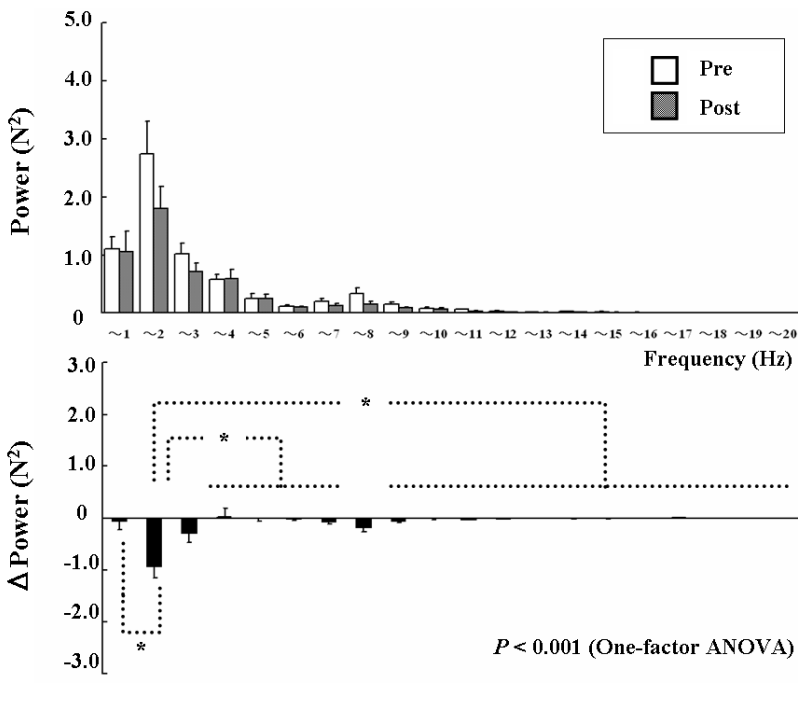 5.0
4.0
3.0
2.0
1.0
0
Power (N²)
Pre
Post
~1 ~2 ~3 ~4 ~5 ~6 ~7 ~8 ~9 ~10 ~11 ~12 ~13 ~14 ~15 ~16 ~17 ~18 ~19 ~20
Frequency (Hz)
3.0
2.0
1.0
0
-1.0
-2.0
-3.0
Δ Power (N²)
*
*
*
P < 0.001 (One-factor ANOVA)